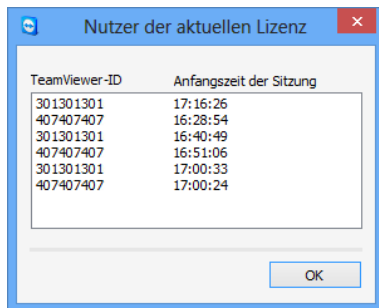 Nutzer der aktuellen Lizenz
TeamViewer-ID Anfangszeit der Sitzung
301301301 17:16:26
407407407 16:28:54
301301301 16:40:49
407407407 16:51:06
301301301 17:00:33
407407407 17:00:24
OK